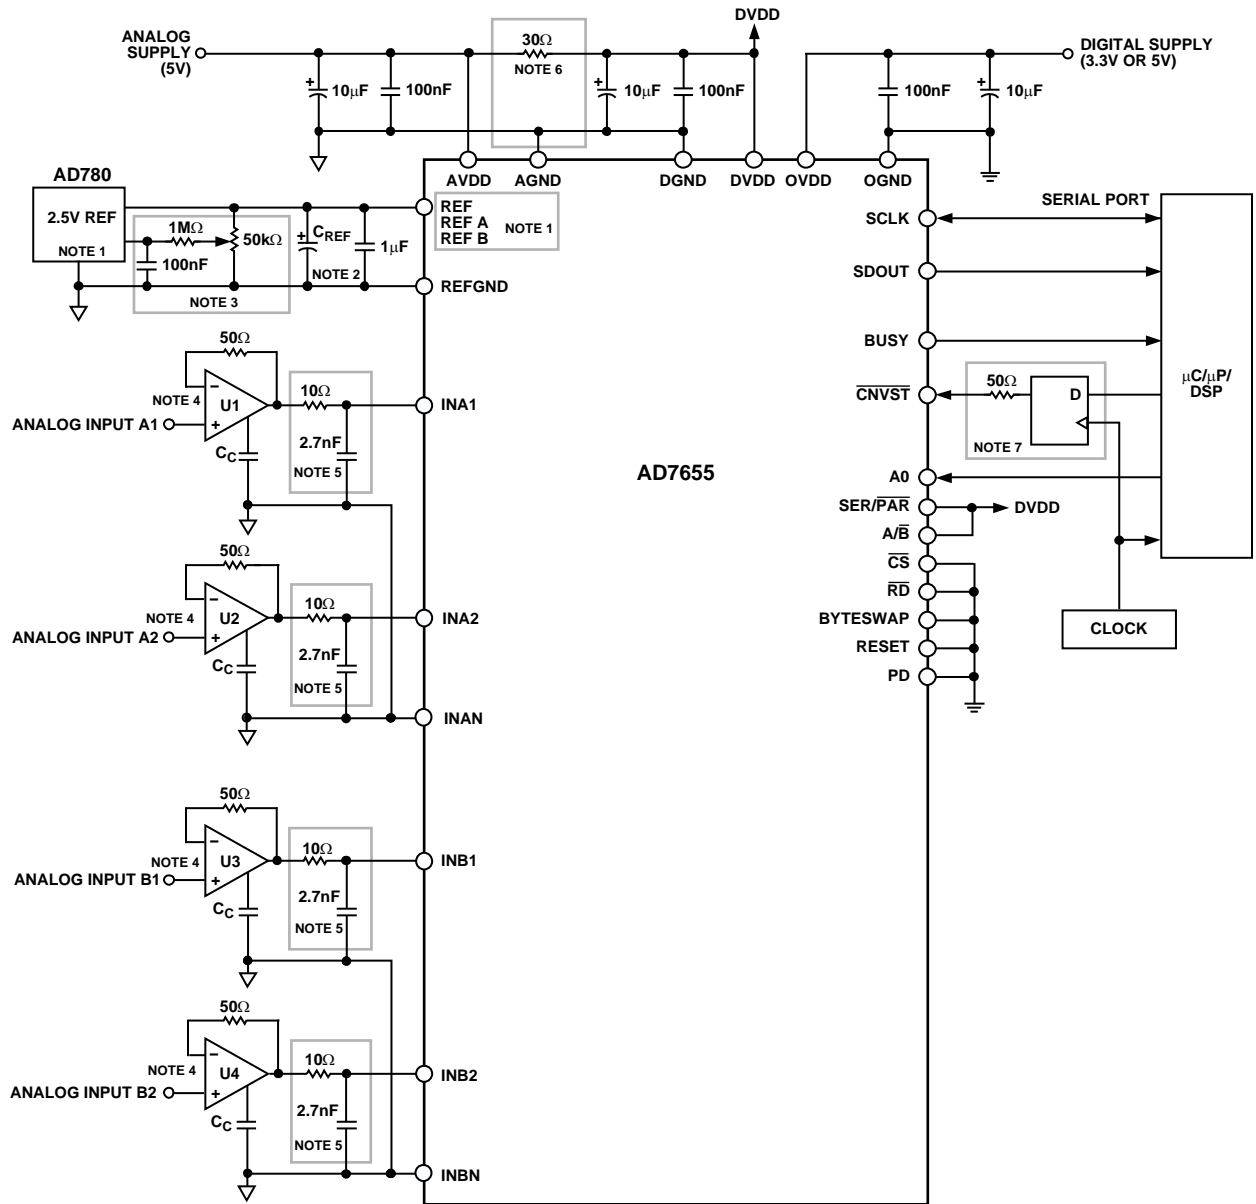 DVDD
ANALOG
SUPPLY
(5V)
30Ω
NOTE 6
DIGITAL SUPPLY
(3.3V OR 5V)
+
10µF
100nF
+
10µF
100nF
100nF
+
10µF
AVDD
AGND
DGND
DVDD
OVDD
OGND
AD780
2.5V REF
NOTE 1
1MΩ
50kΩ
100nF
NOTE 3
+
CREF
NOTE 2
1µF
REF
REF A
REF B
NOTE 1
REFGND
SERIAL PORT
SCLK
SDOUT
BUSY
C̅N̅V̅S̅T̅
50Ω
D
NOTE 7
µC/µP/
DSP
AD7655
A0
SER/P̅A̅R̅
DVDD
A/B̅
C̅S̅
R̅D̅
BYTESWAP
RESET
PD
CLOCK
50Ω
−
NOTE 4
U1
+
ANALOG INPUT A1
CC
10Ω
2.7nF
NOTE 5
INA1
50Ω
−
NOTE 4
U2
+
ANALOG INPUT A2
CC
10Ω
2.7nF
NOTE 5
INA2
INAN
50Ω
−
NOTE 4
U3
+
ANALOG INPUT B1
CC
10Ω
2.7nF
NOTE 5
INB1
50Ω
−
NOTE 4
U4
+
ANALOG INPUT B2
CC
10Ω
2.7nF
NOTE 5
INB2
INBN